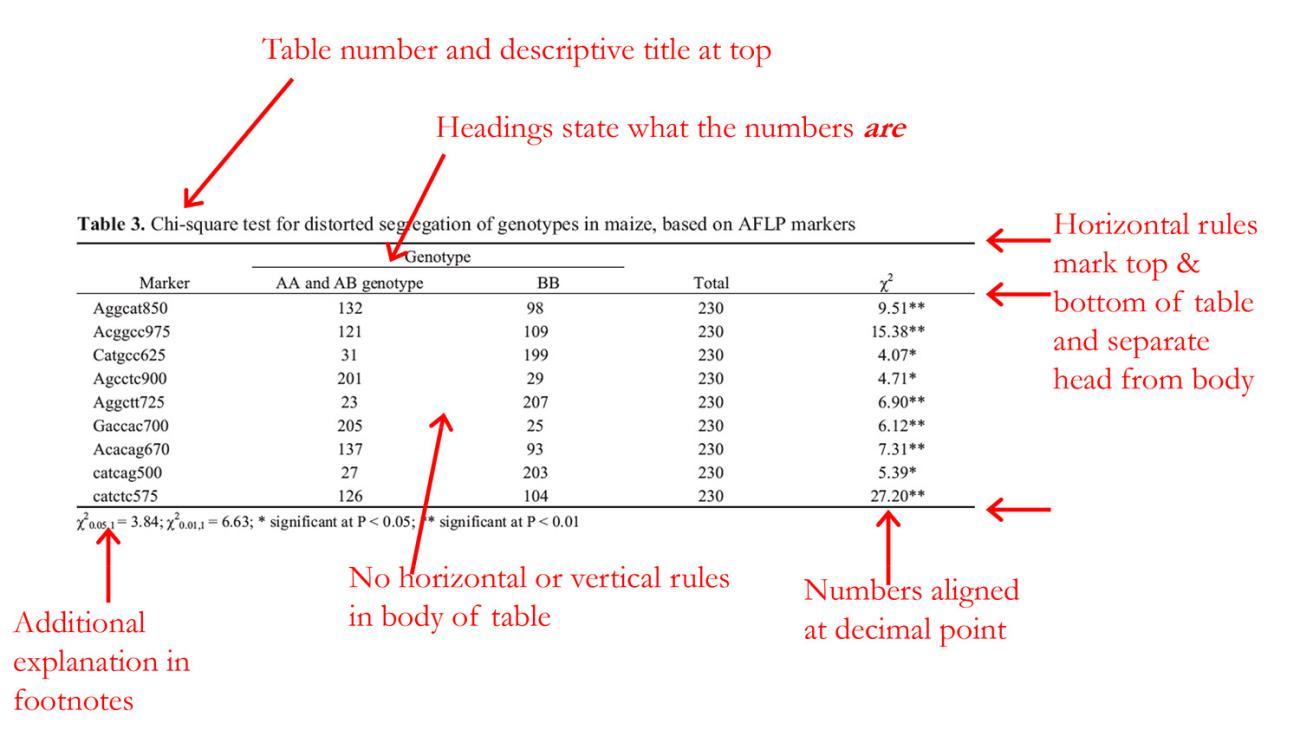 Table number and descriptive title at top
Headings state what the numbers are
Table 3. Chi-square test for distorted segregation of genotypes in maize, based on AFLP markers
Genotype
Marker AA and AB genotype BB Total χ²
Aggcat850 132 98 230 9.51**
Acggcc975 121 109 230 15.38**
Catgcc625 31 199 230 4.07*
Agcctc900 201 29 230 4.71*
Aggctt725 23 207 230 6.90**
Gaccac700 205 25 230 6.12**
Acacag670 137 93 230 7.31**
catcag500 27 203 230 5.39*
catctc575 126 104 230 27.20**
χ²0.05,1 = 3.84; χ²0.01,1 = 6.63; * significant at P < 0.05; ** significant at P < 0.01
Horizontal rules
mark top &
bottom of table
and separate
head from body
No horizontal or vertical rules
in body of table
Numbers aligned
at decimal point
Additional
explanation in
footnotes